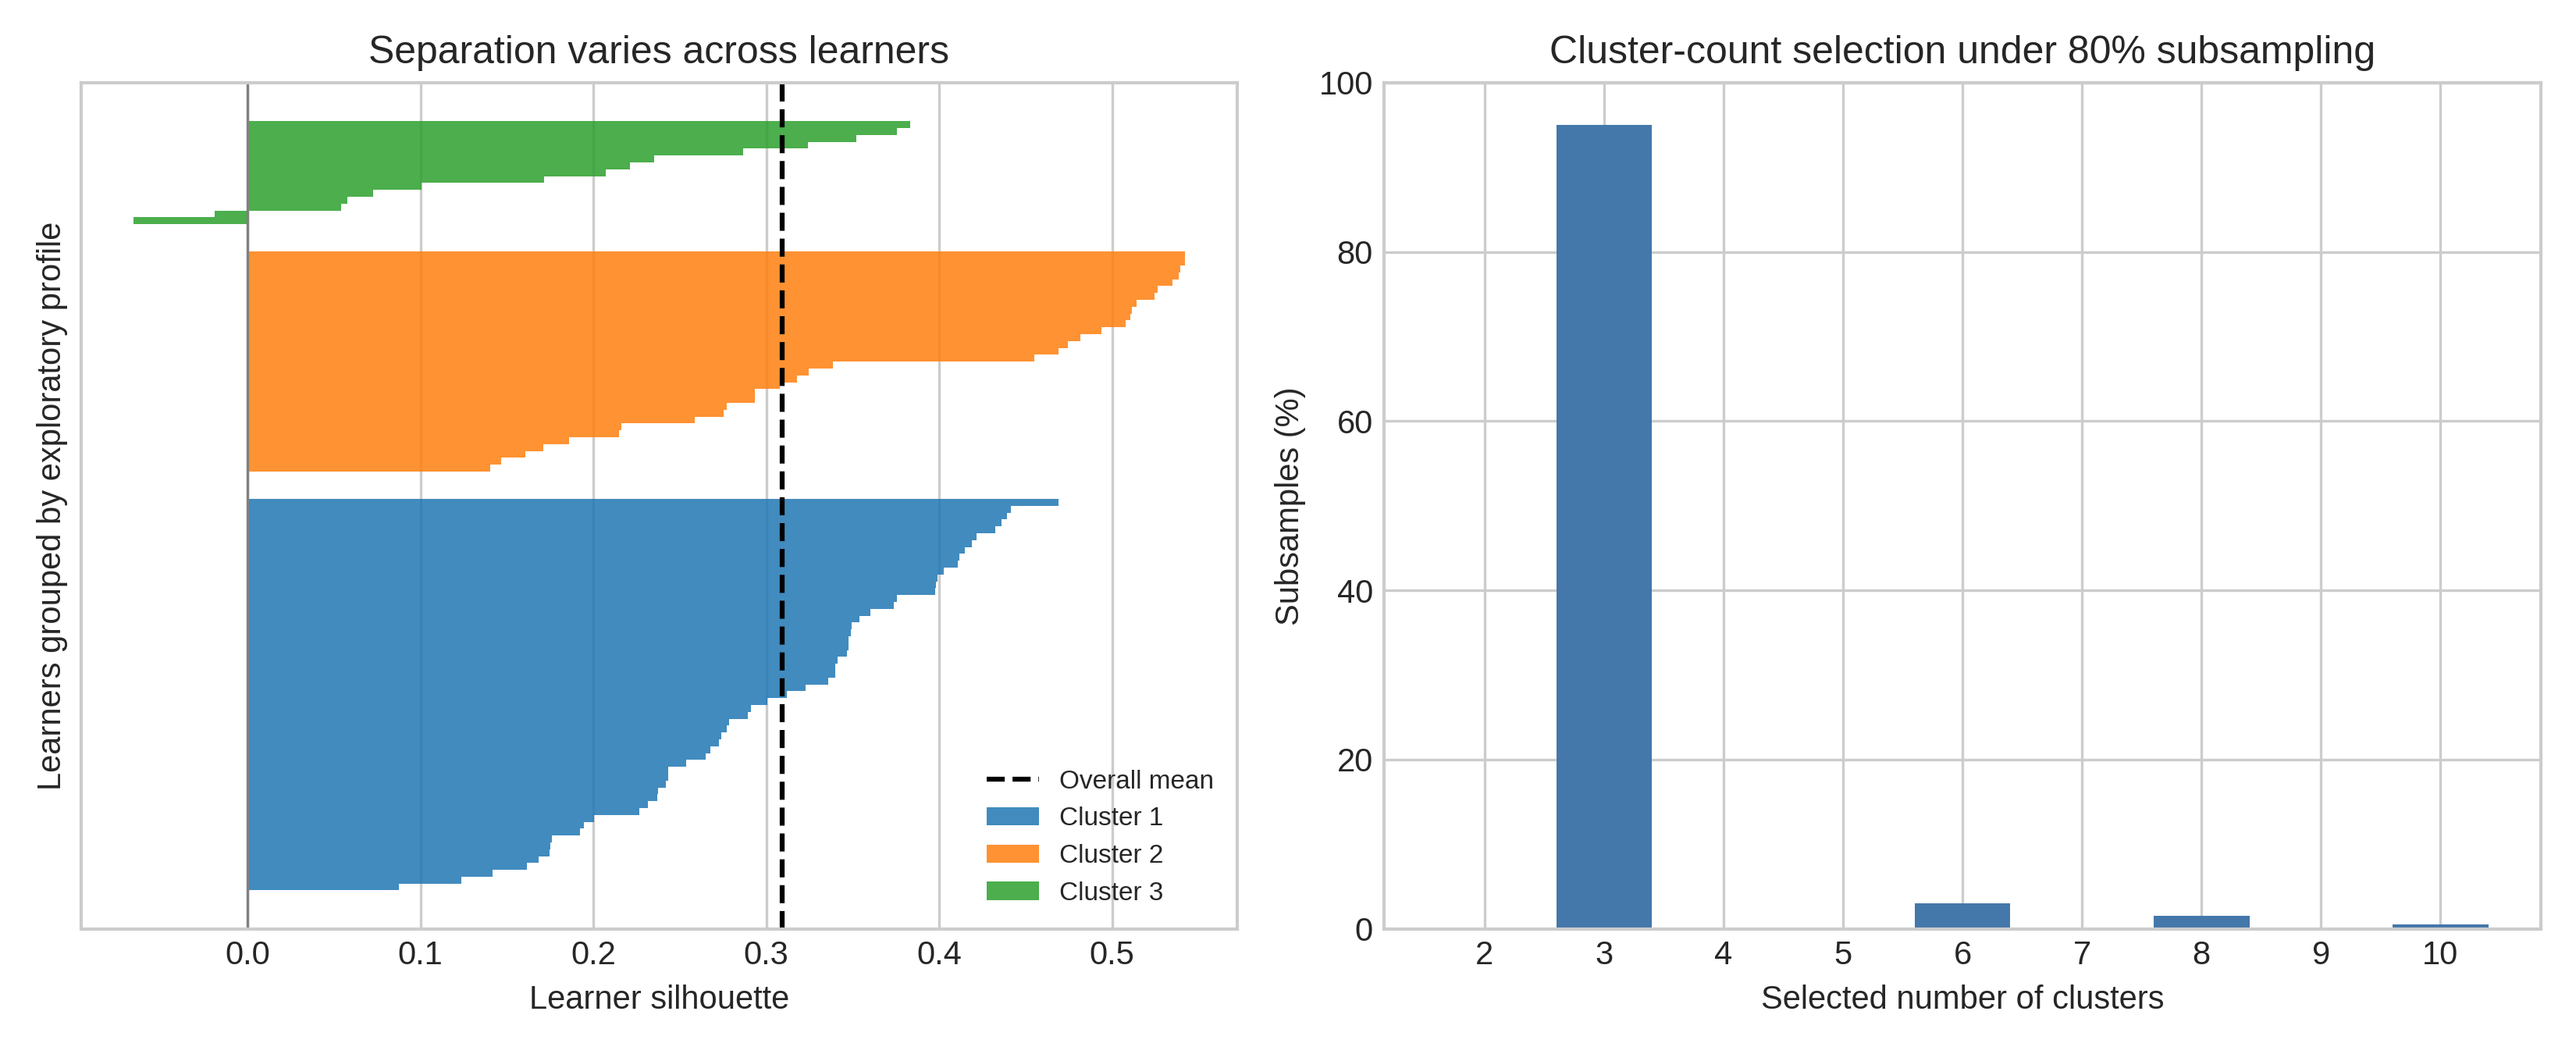 Separation varies across learners
Learners grouped by exploratory profile
0.0 0.1 0.2 0.3 0.4 0.5
Learner silhouette
Overall mean
Cluster 1
Cluster 2
Cluster 3
Cluster-count selection under 80% subsampling
Subsamples (%)
100
80
60
40
20
0
2 3 4 5 6 7 8 9 10
Selected number of clusters